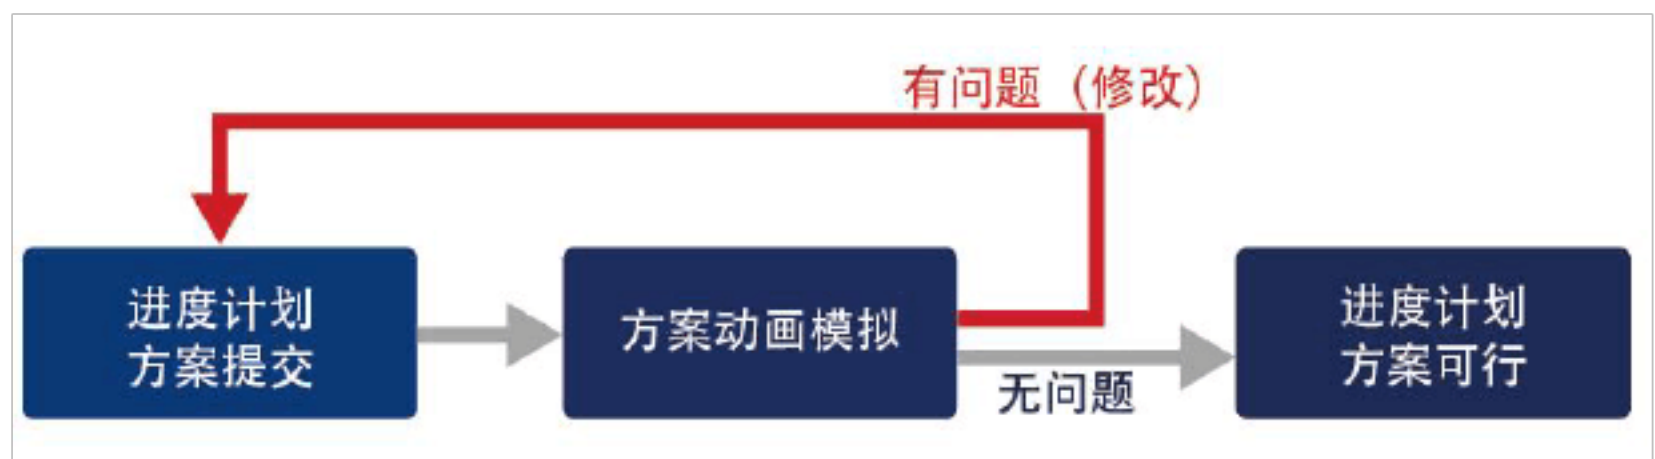 有问题（修改）
进度计划
方案提交
方案动画模拟
无问题
进度计划
方案可行